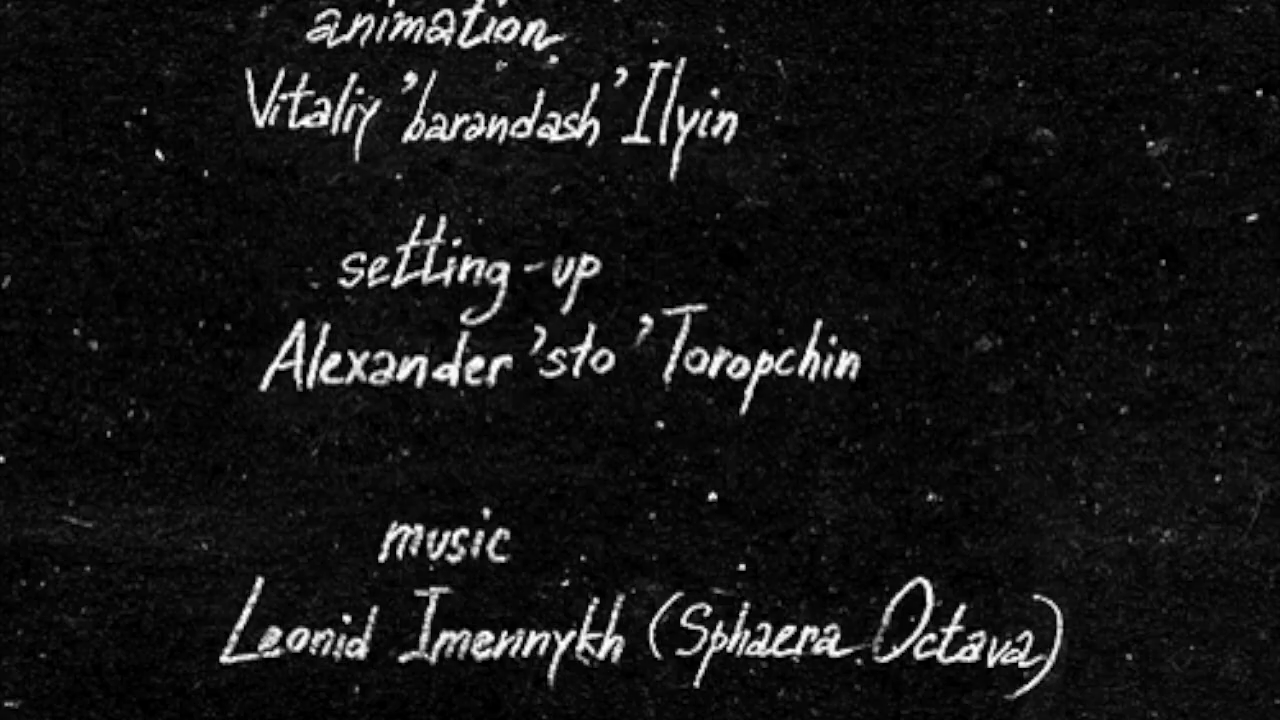 animation
Vitaliy 'barandash' Ilyin
setting-up
Alexander 'sto' Toropchin
music
Leonid Imennykh (Sphaera Octava)